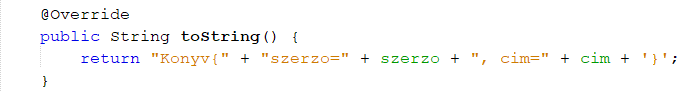 @Override
public String toString() {
return "Konyv{" + "szerzo=" + szerzo + ", cim=" + cim + '}';
}